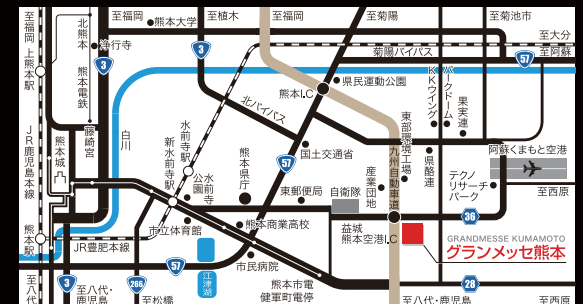 至福岡
至植木
至福岡
至菊陽
至菊池市
北熊本
浄行寺
熊本大学
至大分
至阿蘇
菊陽バイパス
上熊本駅
熊本電鉄
3
3
57
県民運動公園
熊本I.C
北バイパス
KKウイング
パークドーム
果実連
藤崎宮
白川
水前寺駅
新水前寺駅
水前寺公園
熊本県庁
国土交通省
57
東部環境工場
九州自動車道
県酪連
阿蘇くまもと空港
テクノリサーチパーク
至西原
JR鹿児島本線
熊本城
東郵便局
自衛隊
産業団地
36
市立体育館
熊本商業高校
益城熊本空港I.C
GRANDMESSE KUMAMOTO
グランメッセ熊本
熊本駅
JR豊肥本線
市民病院
57
江津湖
熊本市電
健軍町電停
28
至八代
3
至八代・鹿児島
266
至松橋
至八代・鹿児島
至西原